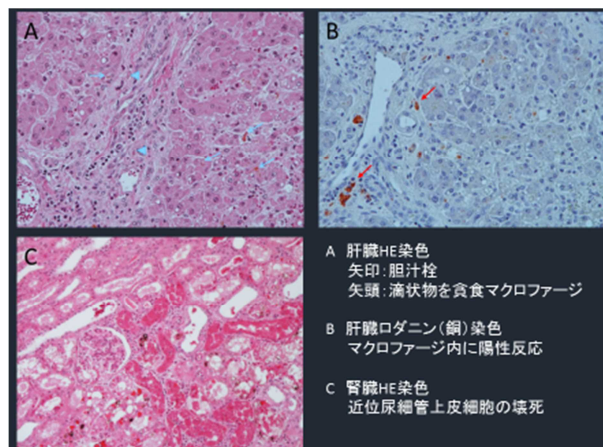 A
B
C
A 肝臓HE染色
矢印:胆汁栓
矢頭:滴状物を貪食マクロファージ
B 肝臓ロダニン(銅)染色
マクロファージ内に陽性反応
C 腎臓HE染色
近位尿細管上皮細胞の壊死